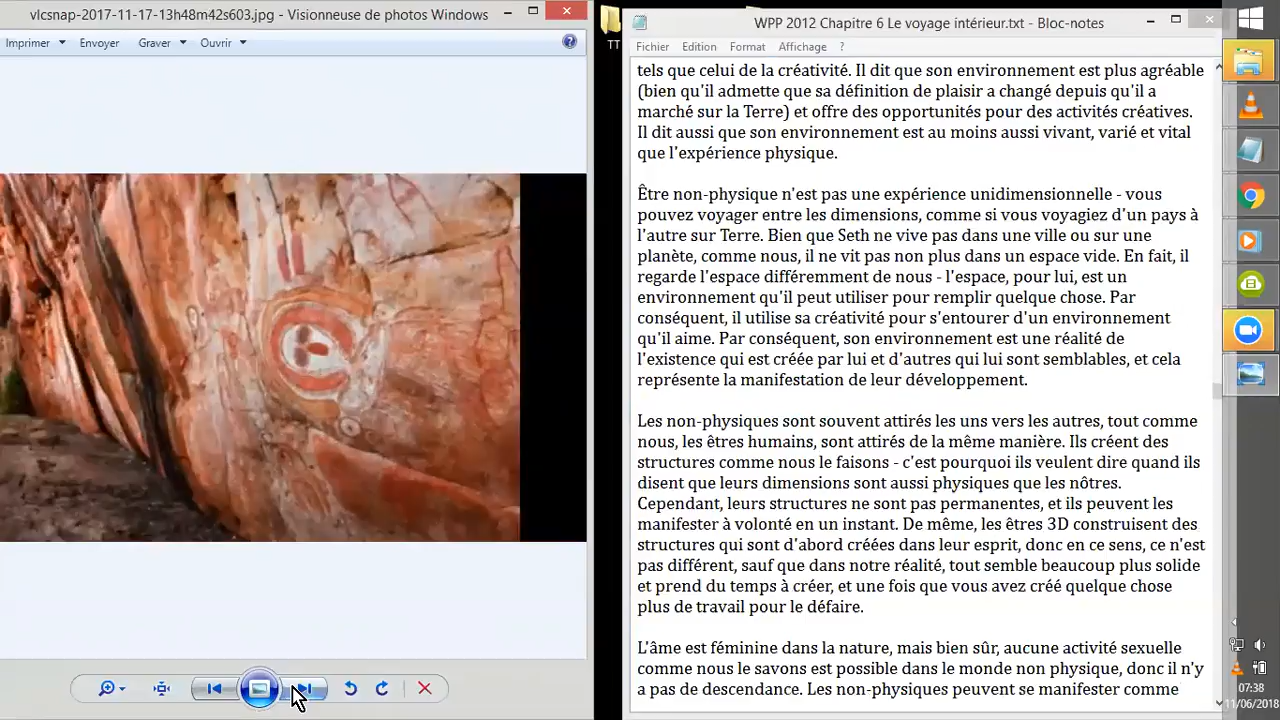 vlcsnap-2017-11-17-13h48m42s603.jpg - Visionneuse de photos Windows
Imprimer
Envoyer
Graver
Ouvrir
TT
WPP 2012 Chapitre 6 Le voyage intérieur.txt - Bloc-notes
Fichier
Edition
Format
Affichage
?
tels que celui de la créativité. Il dit que son environnement est plus agréable
(bien qu'il admette que sa définition de plaisir a changé depuis qu'il a
marché sur la Terre) et offre des opportunités pour des activités créatives.
Il dit aussi que son environnement est au moins aussi vivant, varié et vital
que l'expérience physique.
Être non-physique n'est pas une expérience unidimensionnelle - vous
pouvez voyager entre les dimensions, comme si vous voyagiez d'un pays à
l'autre sur Terre. Bien que Seth ne vive pas dans une ville ou sur une
planète, comme nous, il ne vit pas non plus dans un espace vide. En fait, il
regarde l'espace différemment de nous - l'espace, pour lui, est un
environnement qu'il peut utiliser pour remplir quelque chose. Par
conséquent, il utilise sa créativité pour s'entourer d'un environnement
qu'il aime. Par conséquent, son environnement est une réalité de
l'existence qui est créée par lui et d'autres qui lui sont semblables, et cela
représente la manifestation de leur développement.
Les non-physiques sont souvent attirés les uns vers les autres, tout comme
nous, les êtres humains, sont attirés de la même manière. Ils créent des
structures comme nous le faisons - c'est pourquoi ils veulent dire quand ils
disent que leurs dimensions sont aussi physiques que les nôtres.
Cependant, leurs structures ne sont pas permanentes, et ils peuvent les
manifester à volonté en un instant. De même, les êtres 3D construisent des
structures qui sont d'abord créées dans leur esprit, donc en ce sens, ce n'est
pas différent, sauf que dans notre réalité, tout semble beaucoup plus solide
et prend du temps à créer, et une fois que vous avez créé quelque chose
plus de travail pour le défaire.
L'âme est féminine dans la nature, mais bien sûr, aucune activité sexuelle
comme nous le savons est possible dans le monde non physique, donc il n'y
a pas de descendance. Les non-physiques peuvent se manifester comme
07:38
11/06/2018